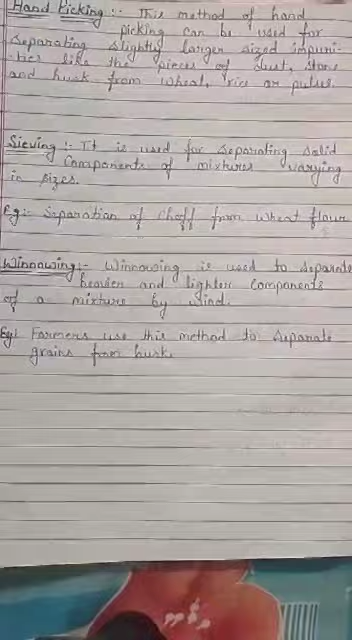 Hand Picking :- This method of hand
picking can be used for
separating slightly larger sized impuri-
ties like the pieces of dust, stone
and husk from wheat, rice or pulses.
Sieving :- It is used for separating solid
components of mixtures varying
in sizes.
Eg:- Separation of chaff from wheat flour
Winnowing :- Winnowing is used to separate
heavier and lighter components
of a mixture by wind.
Eg: Farmers use this method to separate
grains from husk.